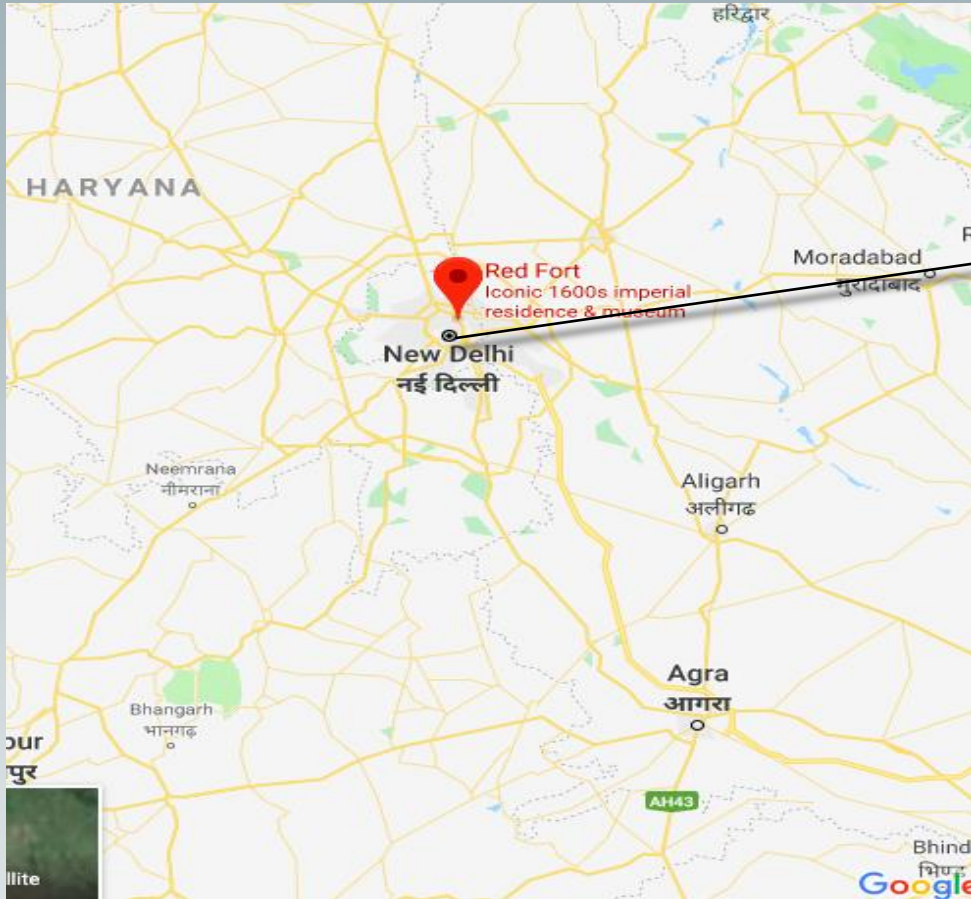 हरिद्वार
HARYANA
R
Moradabad
मुरादाबाद
Red Fort
Iconic 1600s imperial
residence & museum
New Delhi
नई दिल्ली
Neemrana
नीमराना
Aligarh
अलीगढ़
Agra
आगरा
Bhangarh
भानगढ़
our
पुर
AH43
llite
Bhind
भिण्ड
Google